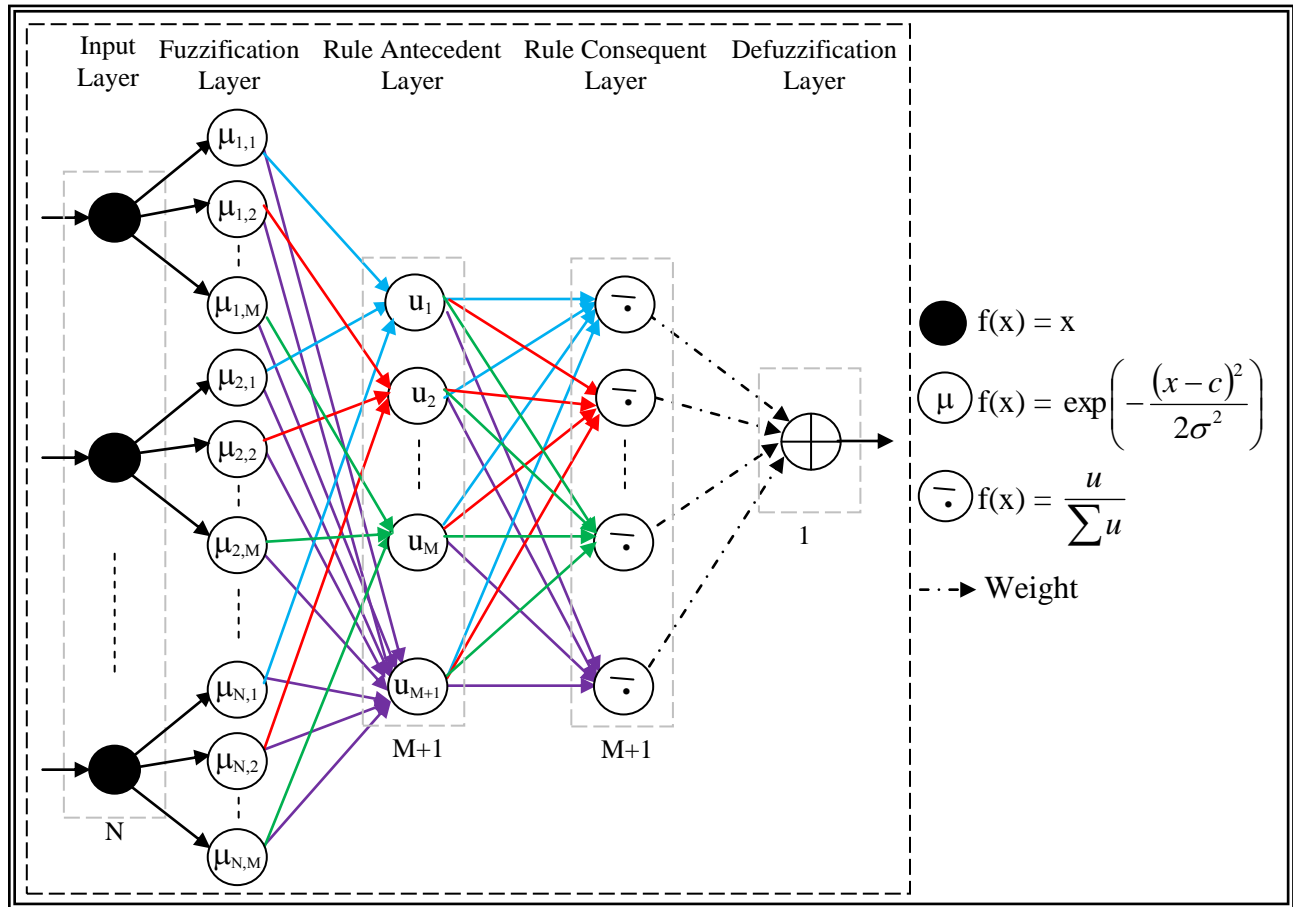 Input Layer
Fuzzification Layer
Rule Antecedent Layer
Rule Consequent Layer
Defuzzification Layer
μ1,1
μ1,2
μ1,M
μ2,1
μ2,2
μ2,M
μN,1
μN,2
μN,M
N
u1
u2
uM
uM+1
M+1
M+1
1
f(x) = x
μ f(x) = exp(-(x-c)²/2σ²)
f(x) = u/∑u
Weight